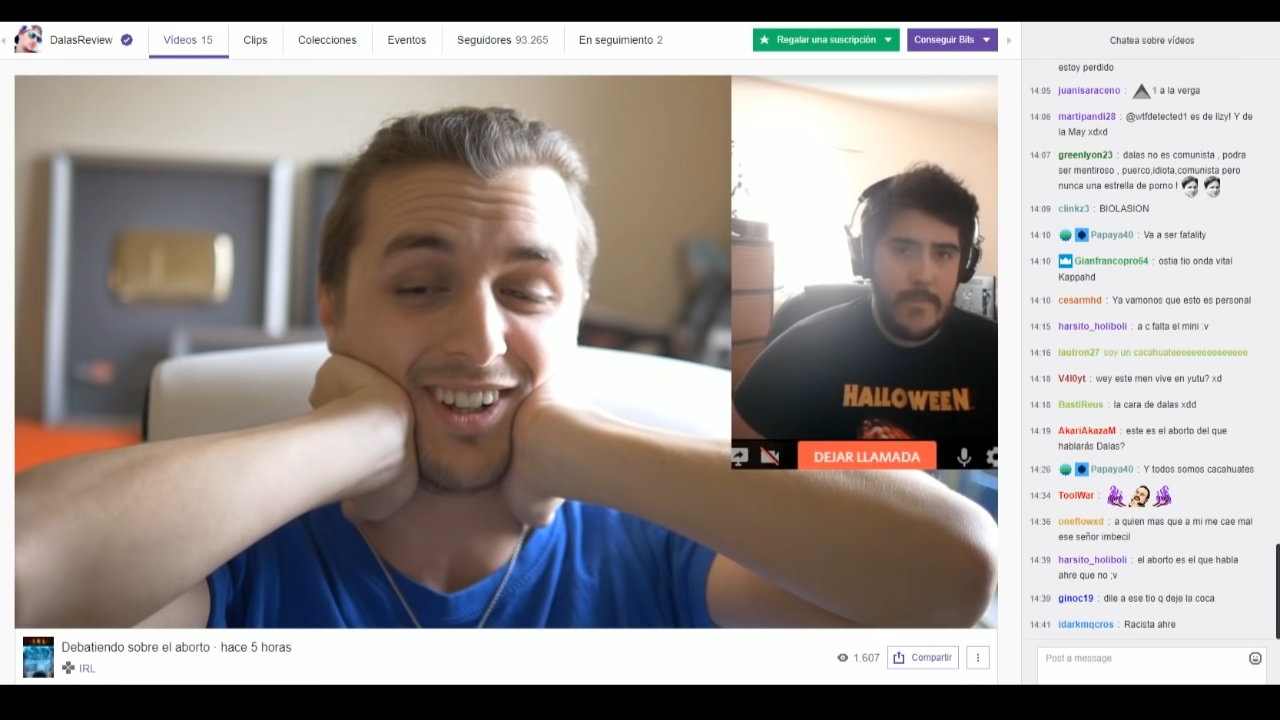 DalasReview
Vídeos 15
Clips
Colecciones
Eventos
Seguidores 93.265
En seguimiento 2
Regalar una suscripción
Conseguir Bits
HALLOWEEN
DEJAR LLAMADA
Debatiendo sobre el aborto · hace 5 horas
IRL
1.607
Compartir
Chatea sobre vídeos
estoy perdido
14:05 juanisaraceno : 1 a la verga
14:06 martipandi28 : @wtfdetected1 es de lizy! Y de
la May xdxd
14:07 greenlyon23 : dalas no es comunista , podra
ser mentiroso , puerco,idiota,comunista pero
nunca una estrella de porno !
14:09 clinkz3 : BIOLASION
14:10 Papaya40 : Va a ser fatality
14:10 Gianfrancopro64 : ostia tio onda vital
Kappahd
14:10 cesarmhd : Ya vamonos que esto es personal
14:15 harsito_holiboli : a c falta el mini :v
14:16 lautron27 soy un cacahuateeeeeeeeeeeeeee
14:18 V4l0yt : wey este men vive en yutu? xd
14:18 BastiReus : la cara de dalas xdd
14:19 AkariAkazaM : este es el aborto del que
hablarás Dalas?
14:26 Papaya40 : Y todos somos cacahuates
14:34 ToolWar :
14:36 oneflowxd : a quien mas que a mi me cae mal
ese señor imbecil
14:39 harsito_holiboli : el aborto es el que habla
ahre que no ;v
14:39 ginoc19 : dile a ese tio q deje la coca
14:41 idarkmqcros : Racista ahre
Post a message